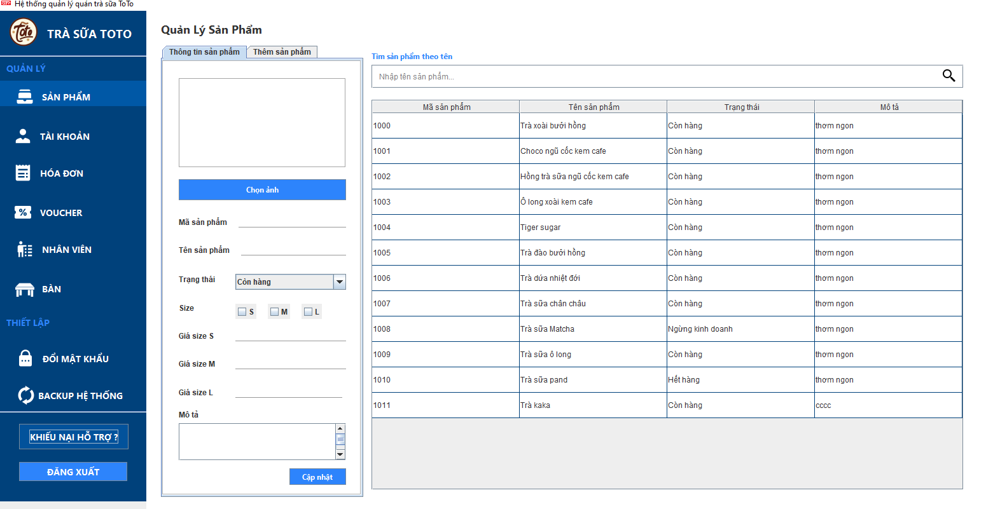 Hệ thống quản lý quán trà sữa ToTo
Toto
TRÀ SỮA TOTO
QUẢN LÝ
SẢN PHẨM
TÀI KHOẢN
HÓA ĐƠN
%
VOUCHER
NHÂN VIÊN
BÀN
THIẾT LẬP
ĐỔI MẬT KHẨU
BACKUP HỆ THỐNG
KHIẾU NẠI HỖ TRỢ ?
ĐĂNG XUẤT
Quản Lý Sản Phẩm
Thông tin sản phẩm
Thêm sản phẩm
Chọn ảnh
Mã sản phẩm
Tên sản phẩm
Trạng thái
Còn hàng
Size
S
M
L
Giá size S
Giá size M
Giá size L
Mô tả
Cập nhật
Tìm sản phẩm theo tên
Nhập tên sản phẩm...
Mã sản phẩm Tên sản phẩm Trạng thái Mô tả
1000 Trà xoài bưởi hồng Còn hàng thơm ngon
1001 Choco ngũ cốc kem cafe Còn hàng thơm ngon
1002 Hồng trà sữa ngũ cốc kem cafe Còn hàng thơm ngon
1003 Ô long xoài kem cafe Còn hàng thơm ngon
1004 Tiger sugar Còn hàng thơm ngon
1005 Trà đào bưởi hồng Còn hàng thơm ngon
1006 Trà dứa nhiệt đới Còn hàng thơm ngon
1007 Trà sữa chân châu Còn hàng thơm ngon
1008 Trà sữa Matcha Ngừng kinh doanh thơm ngon
1009 Trà sữa ô long Còn hàng thơm ngon
1010 Trà sữa pand Hết hàng thơm ngon
1011 Trà kaka Còn hàng cccc